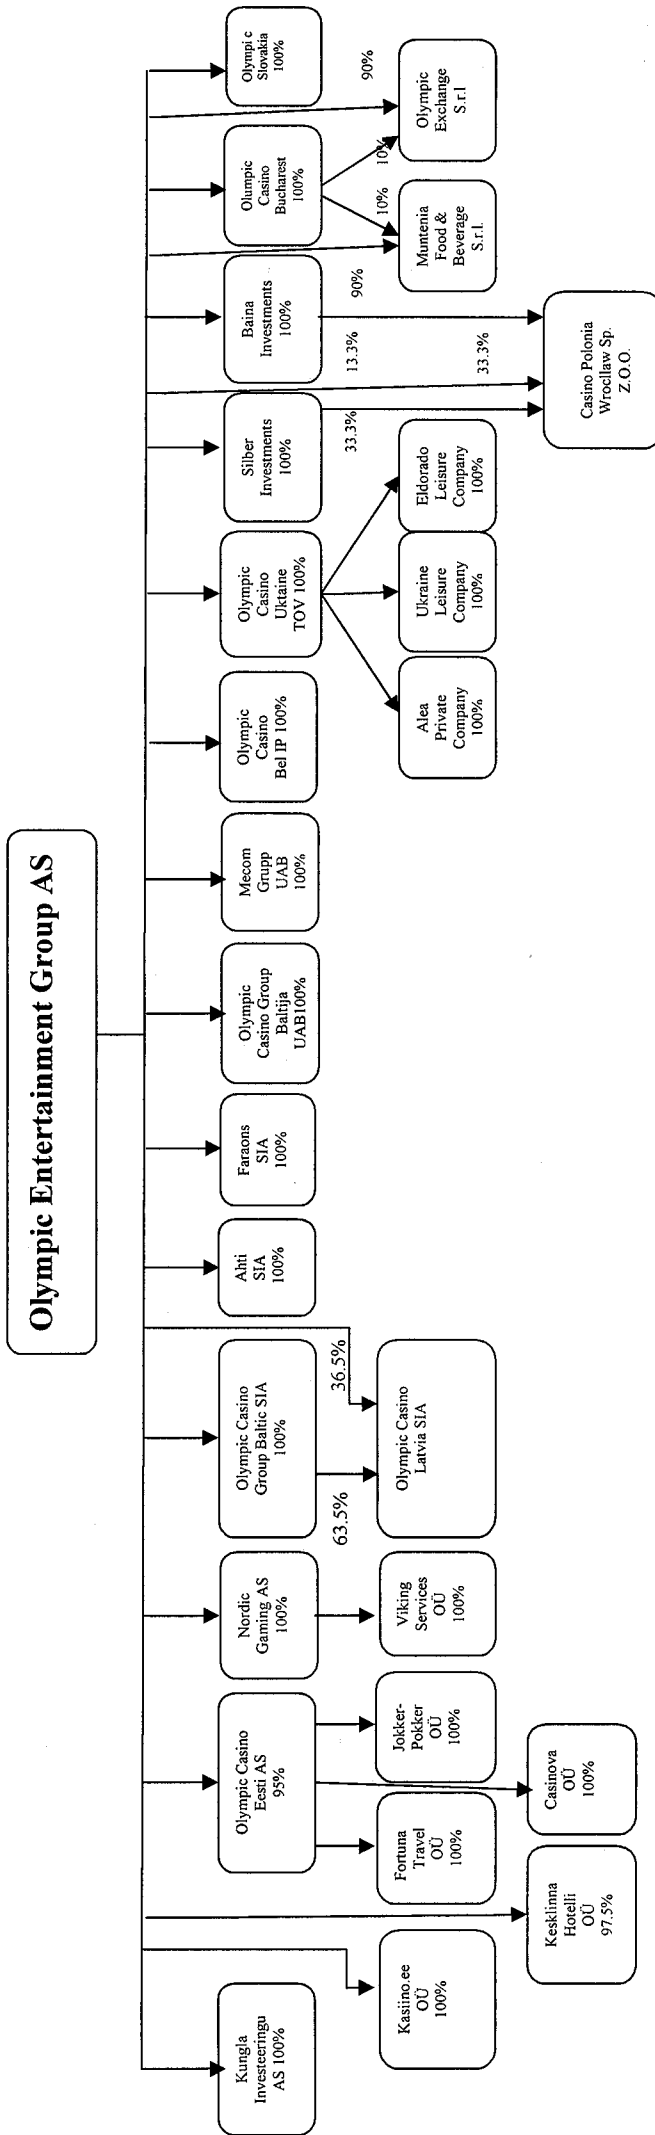 Olympic Entertainment Group AS
Kungla
Investeeringu
AS 100%
Olympic Casino
Eesti AS
95%
Nordic
Gaming AS
100%
Olympic Casino
Group Baltic SIA
100%
Ahti
SIA
100%
Faraons
SIA
100%
Olympic
Casino Group
Baltija
UAB100%
Mecom
Grupp
UAB
100%
Olympic
Casino
Bel IP 100%
Olympic
Casino
Uktaine
TOV 100%
Silber
Investments
100%
Baina
Investments
100%
Olumpic
Casino
Bucharest
100%
Olympi c
Slovakia
100%
63.5%
36.5%
33.3%
13.3%
90%
10%
10%
90%
Kasiino.ee
OÜ
100%
Fortuna
Travel
OÜ
100%
Jokker-
Pokker
OÜ
100%
Viking
Services
OÜ
100%
Olympic Casino
Latvia SIA
Alea
Private
Company
100%
Ukraine
Leisure
Company
100%
Eldorado
Leisure
Company
100%
Muntenia
Food &
Beverage
S.r.l.
Olympic
Exchange
S.r.l
33.3%
Kesklinna
Hotelli
OÜ
97.5%
Casinova
OÜ
100%
Casino Polonia
Wrocllaw Sp.
Z.O.O.